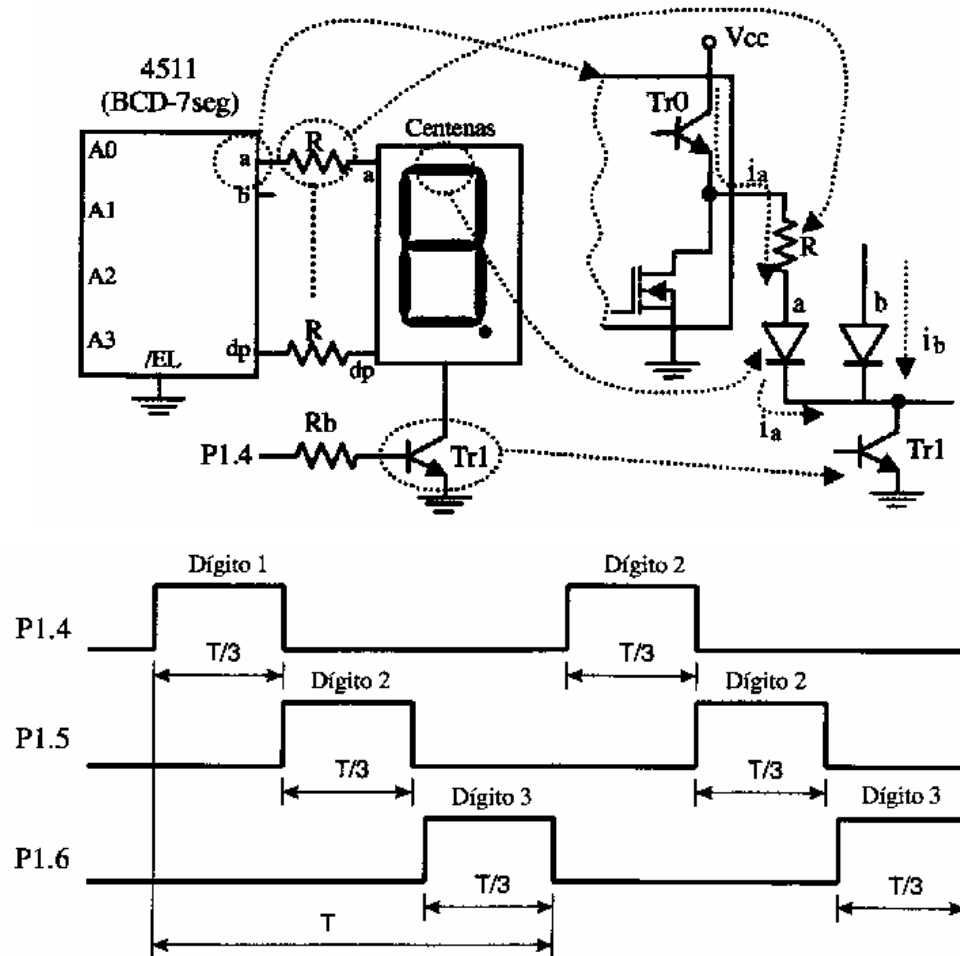 4511
(BCD-7seg)
A0
A1
A2
A3
/EL
a
b
dp
R
R
Centenas
a
dp
Rb
P1.4
Tr1
Vcc
Tr0
ia
R
a
b
ib
ia
Tr1
Dígito 1
Dígito 2
P1.4
T/3
T/3
Dígito 2
Dígito 2
P1.5
T/3
T/3
Dígito 3
Dígito 3
P1.6
T/3
T/3
T